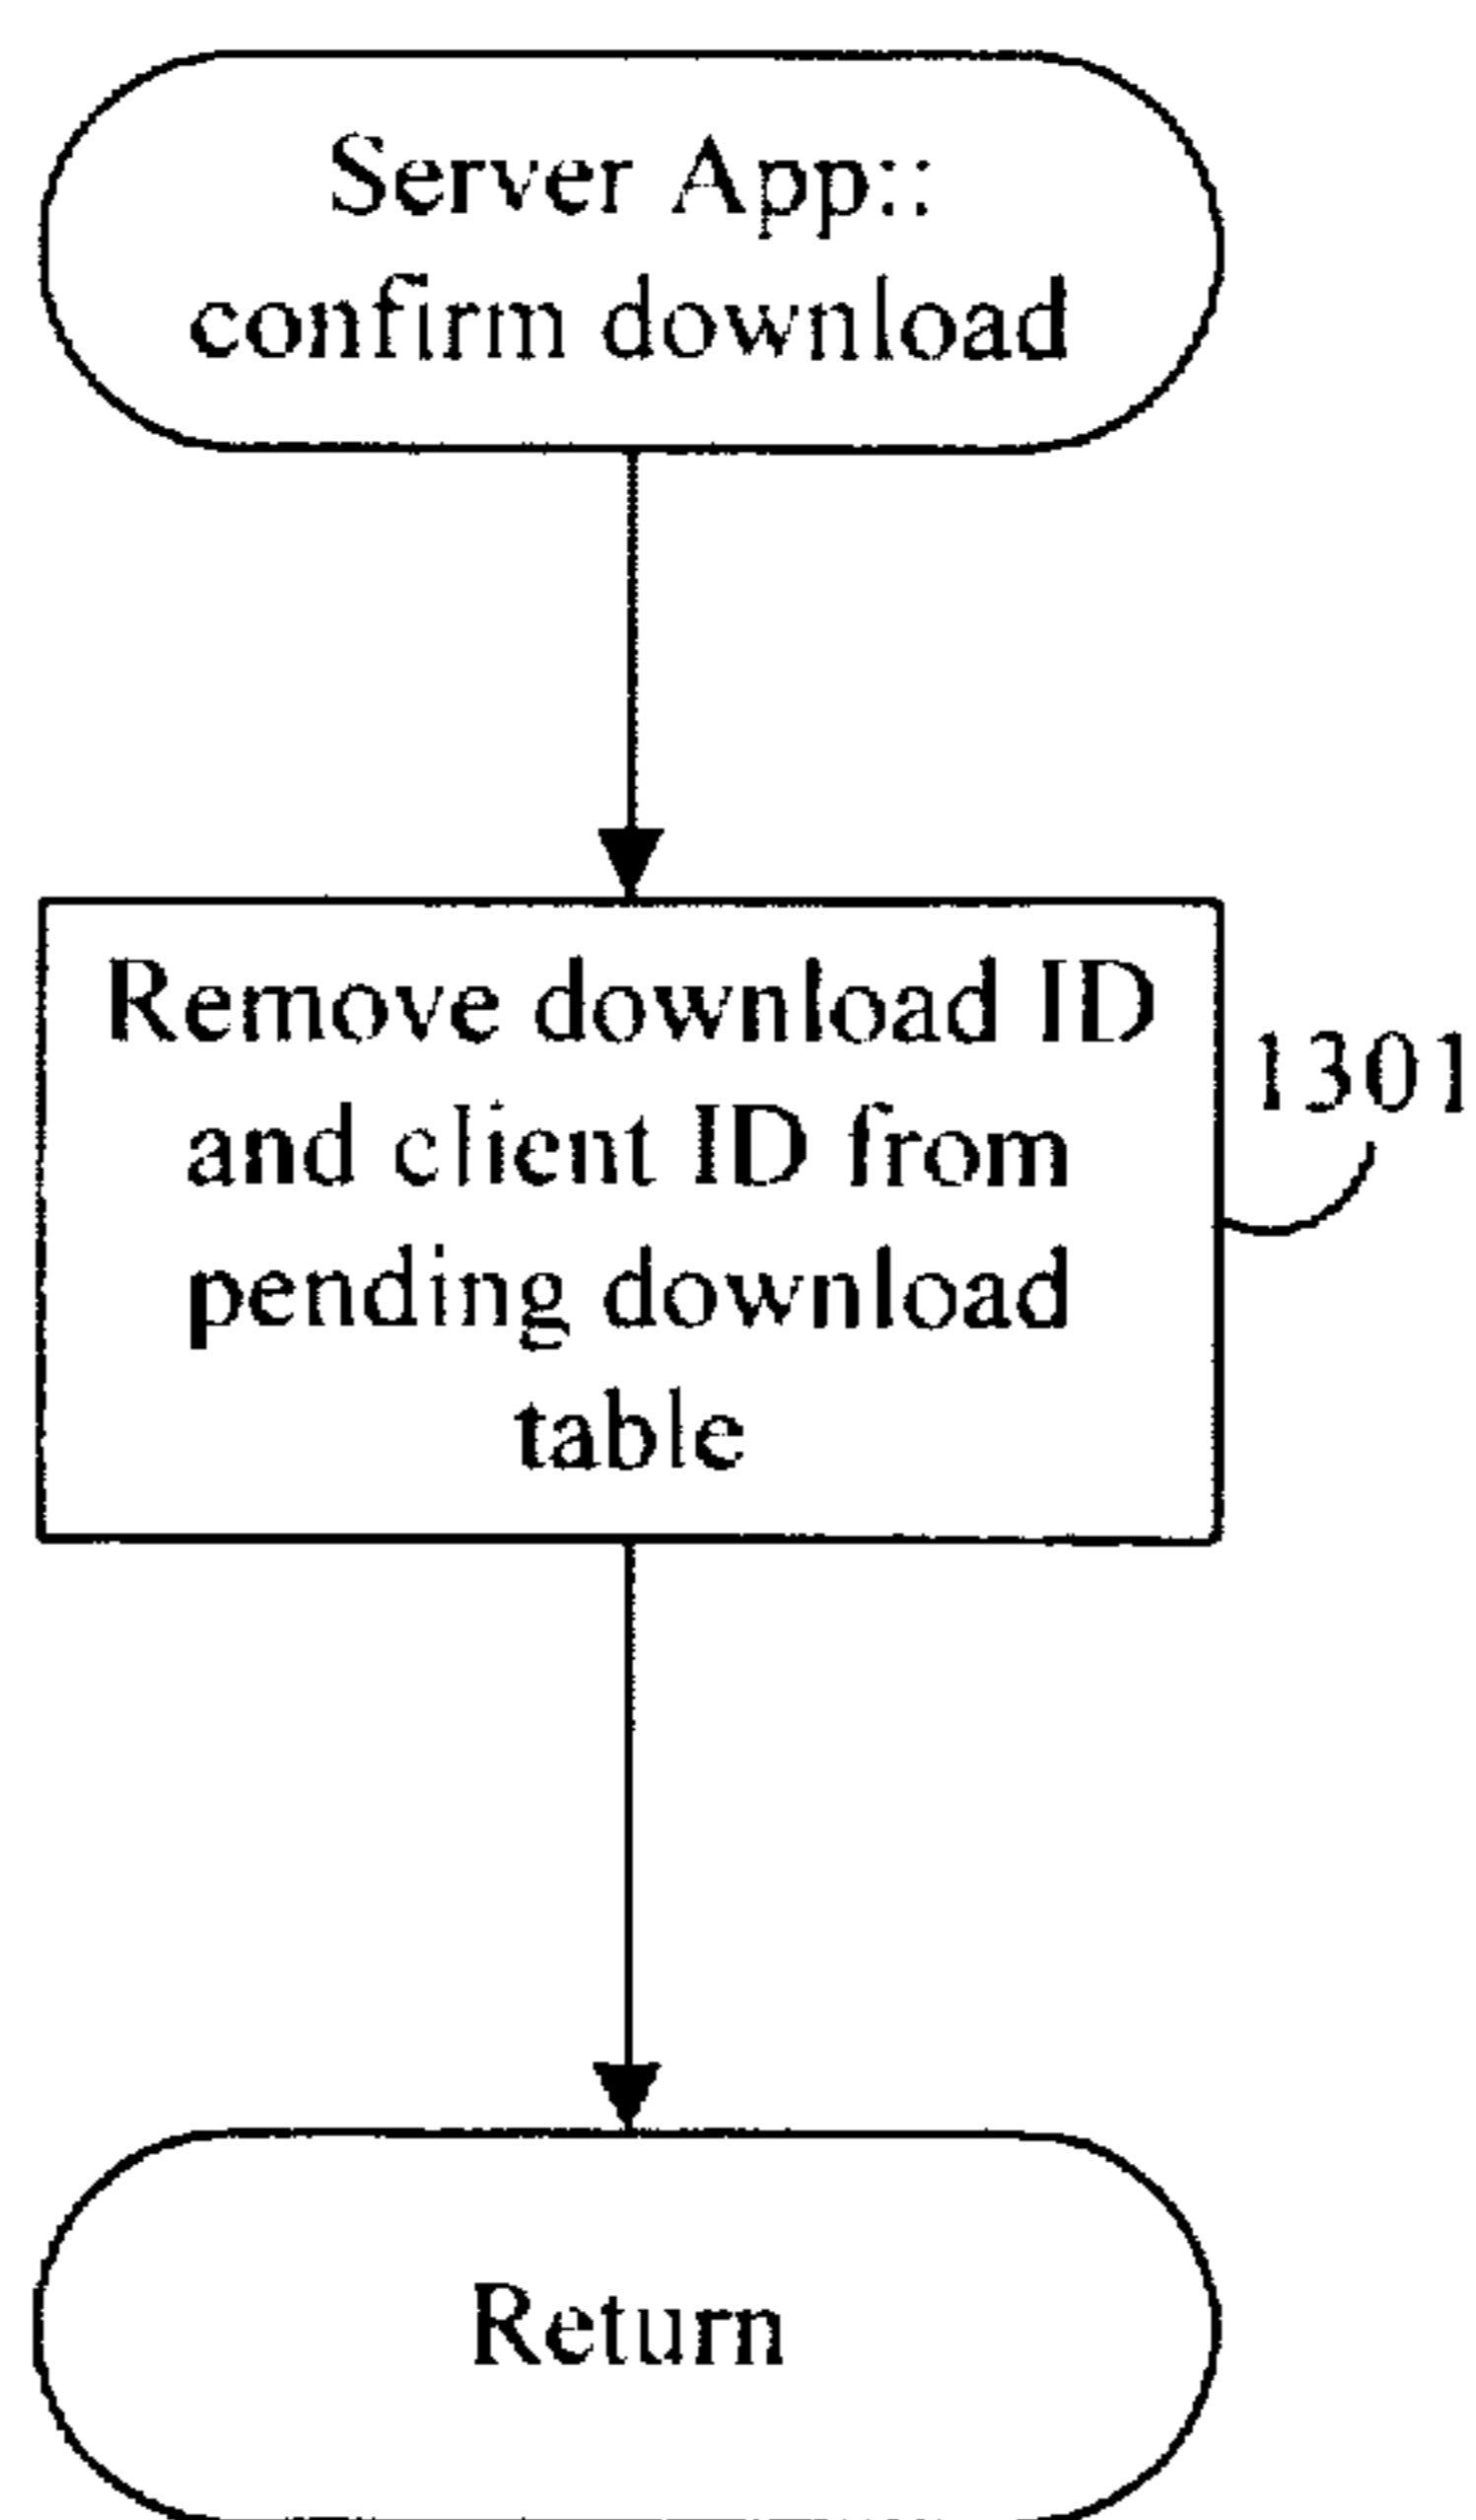 Server App::
confirm download
Remove download ID
and client ID from
pending download
table
1301
Return